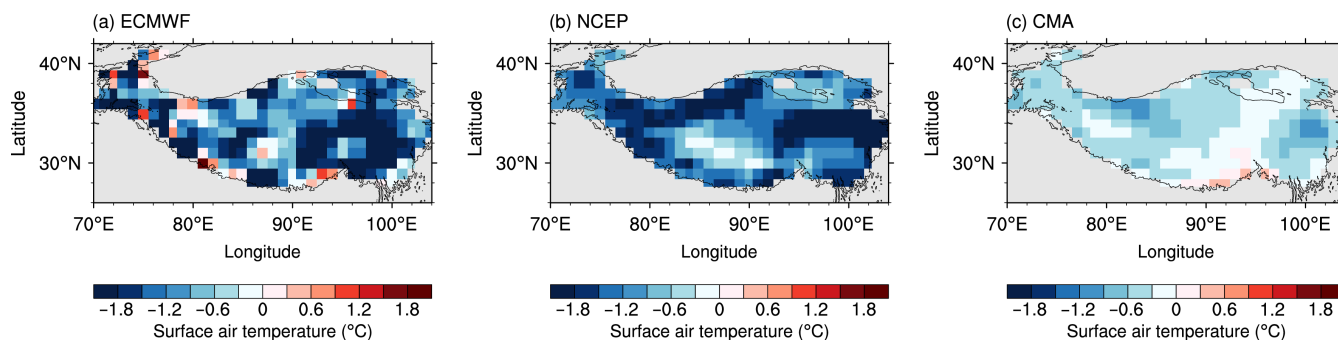 (a) ECMWF (b) NCEP (c) CMA
40°N 40°N 40°N
Latitude Latitude Latitude
30°N 30°N 30°N
70°E 80°E 90°E 100°E 70°E 80°E 90°E 100°E 70°E 80°E 90°E 100°E
Longitude Longitude Longitude
−1.8 −1.2 −0.6 0 0.6 1.2 1.8 −1.8 −1.2 −0.6 0 0.6 1.2 1.8 −1.8 −1.2 −0.6 0 0.6 1.2 1.8
Surface air temperature (°C) Surface air temperature (°C) Surface air temperature (°C)